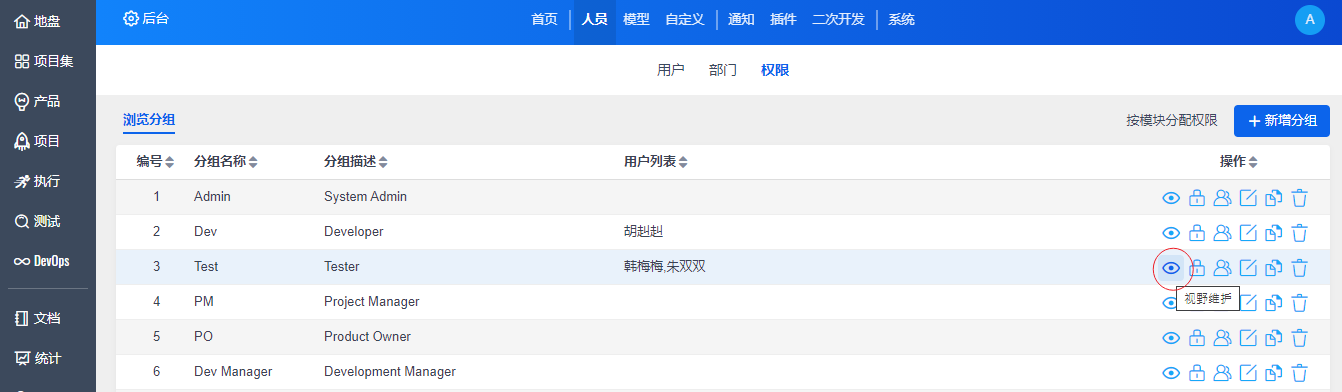 地盘
项目集
产品
项目
执行
测试
DevOps
文档
统计
后台
首页 人员 模型 自定义 通知 插件 二次开发 系统
A
用户 部门 权限
浏览分组
按模块分配权限
新增分组
编号 分组名称 分组描述 用户列表 操作
1 Admin System Admin
2 Dev Developer 胡赳赳
3 Test Tester 韩梅梅,朱双双
视野维护
4 PM Project Manager
5 PO Product Owner
6 Dev Manager Development Manager